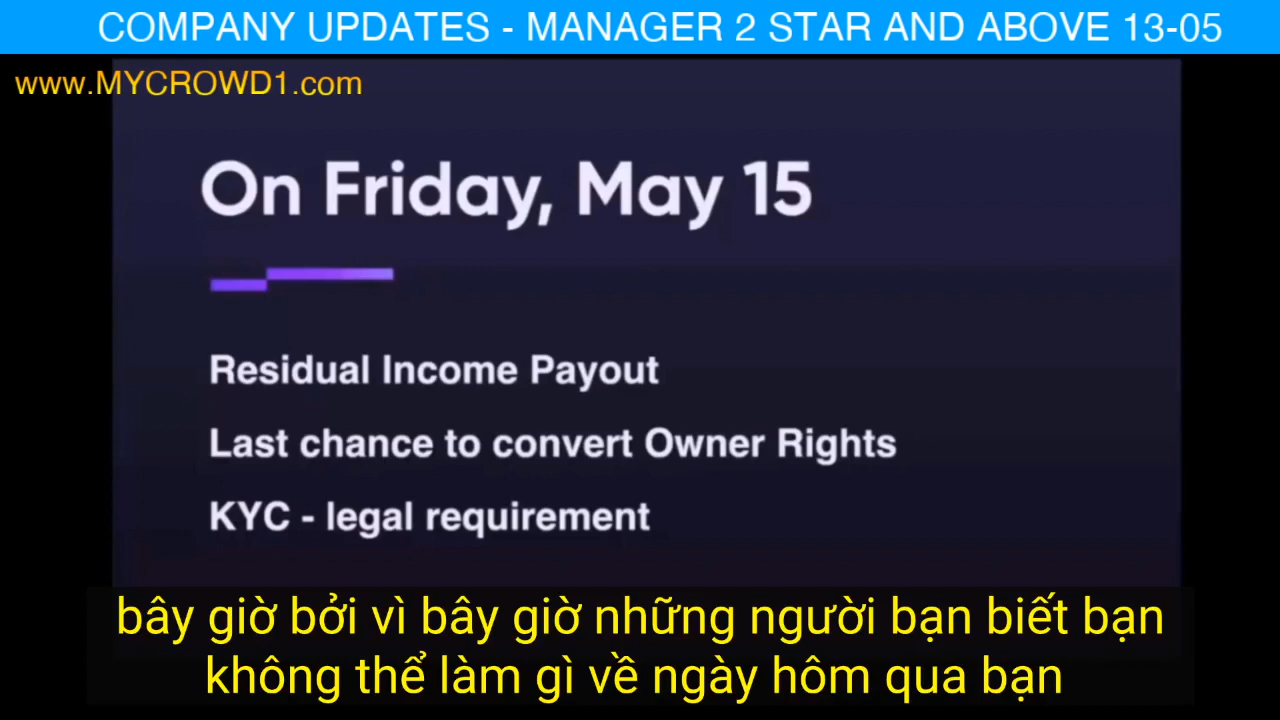 COMPANY UPDATES - MANAGER 2 STAR AND ABOVE 13-05
www.MYCROWD1.com
On Friday, May 15
Residual Income Payout
Last chance to convert Owner Rights
KYC - legal requirement
bây giờ bởi vì bây giờ những người bạn biết bạn
không thể làm gì về ngày hôm qua bạn